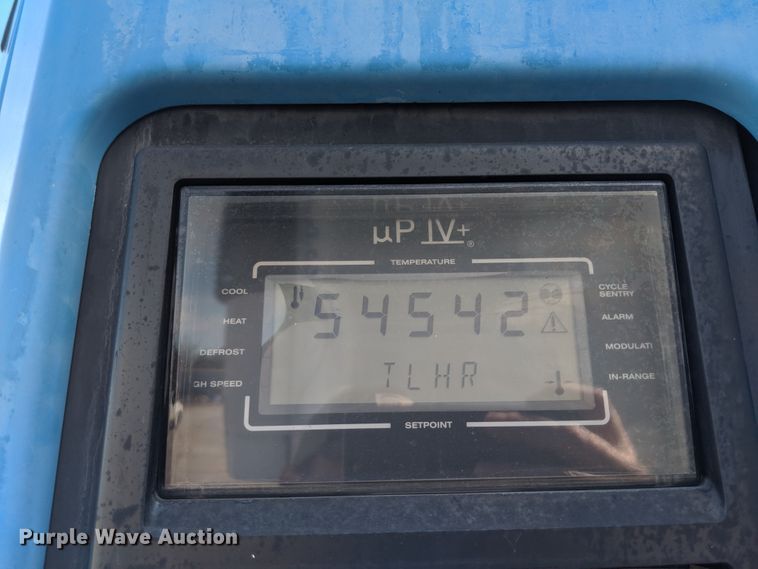 µP IV+®
TEMPERATURE
COOL
HEAT
DEFROST
GH SPEED
54542
TLHR
CYCLE
SENTRY
ALARM
MODULATI
IN-RANGE
SETPOINT
Purple Wave Auction